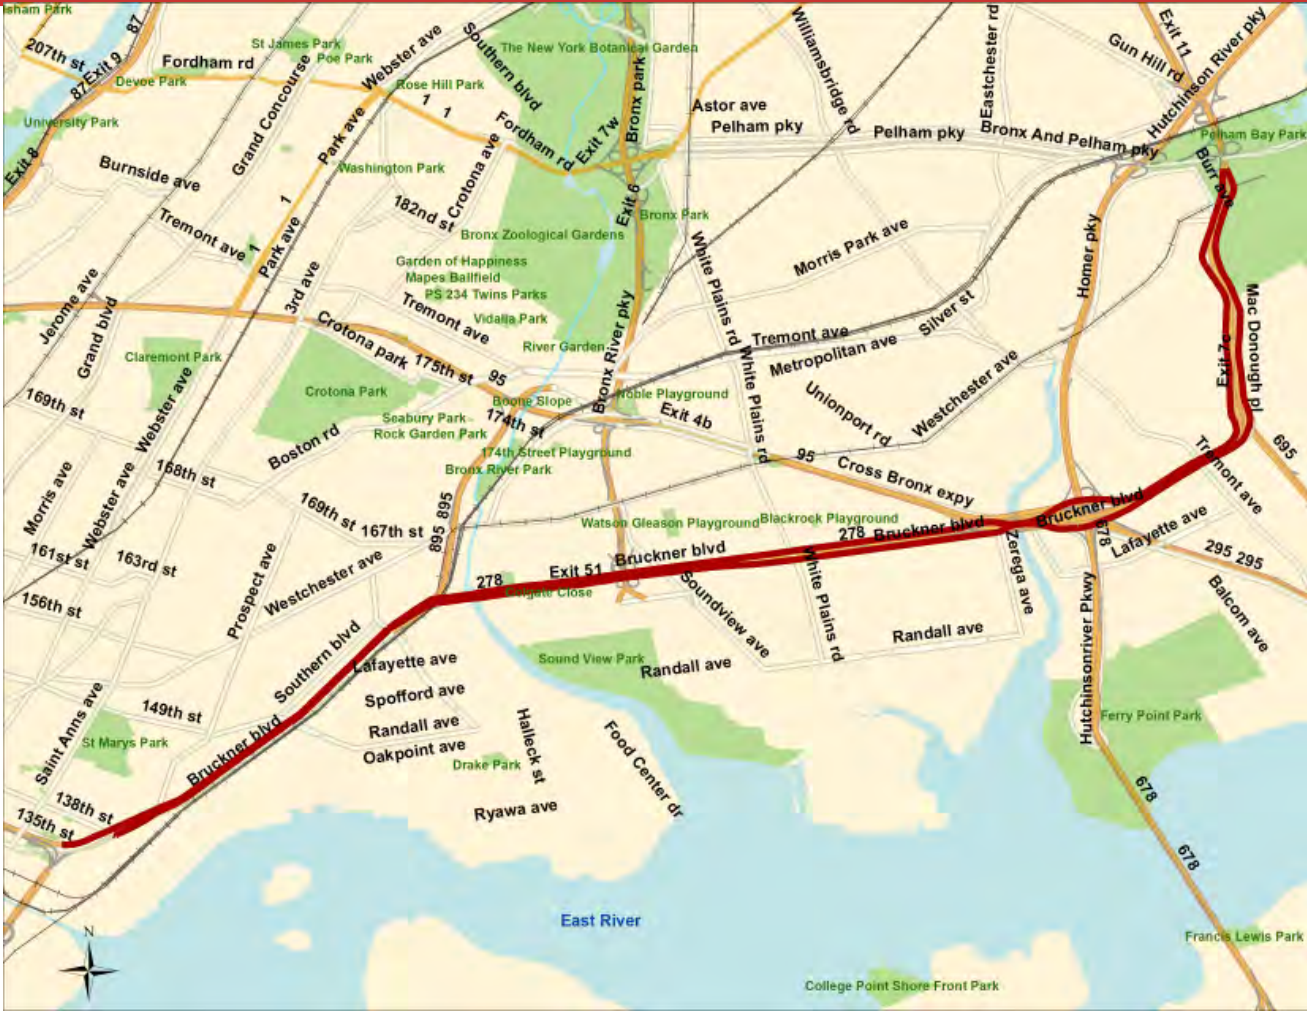 lsham Park
207th st
87
Exit 9
87
Devoe Park
Fordham rd
St James Park
Poe Park
Webster ave
Southern blvd
The New York Botanical Garden
Williamsbridge rd
Eastchester rd
Exit 11
Gun Hill rd
Hutchinson River pky
University Park
Exit 8
Grand Concourse
Park ave
Rose Hill Park
1
1
Fordham rd
Exit 7w
Bronx park
Astor ave
Pelham pky
Pelham pky
Bronx And Pelham pky
Pelham Bay Park
Burr ave
Burnside ave
Washington Park
Crotona ave
182nd st
1
Tremont ave
1
Park ave
Exit 6
Bronx Park
Bronx Zoological Gardens
White Plains rd
Morris Park ave
Homer pky
Garden of Happiness
Mapes Ballfield
PS 234 Twins Parks
3rd ave
Jerome ave
Grand blvd
Tremont ave
Vidalia Park
River Garden
Bronx River pky
Silver st
Mac Donough pl
Exit 7c
Claremont Park
Crotona park
175th st
95
Tremont ave
Metropolitan ave
White Plains rd
Crotona Park
Boone Slope
Noble Playground
Unionport rd
Westchester ave
169th st
Webster ave
Seabury Park
Rock Garden Park
174th st
Exit 4b
Boston rd
174th Street Playground
Bronx River Park
95
Cross Bronx expy
Tremont ave
695
Morris ave
Webster ave
168th st
169th st
167th st
895
895
Watson Gleason Playground
Blackrock Playground
278
Bruckner blvd
Bruckner blvd
678
Lafayette ave
295 295
161st st
163rd st
Prospect ave
Westchester ave
278
Exit 51
Bruckner blvd
Colgate Close
Soundview ave
White Plains rd
Zerega ave
Hutchinsonriver Pkwy
Balcom ave
156th st
Southern blvd
Lafayette ave
Sound View Park
Randall ave
Randall ave
Spofford ave
Saint Anns ave
149th st
St Marys Park
Bruckner blvd
Randall ave
Oakpoint ave
Halleck st
Food Center dr
Drake Park
Ferry Point Park
138th st
135th st
Ryawa ave
678
678
N
East River
Francis Lewis Park
College Point Shore Front Park